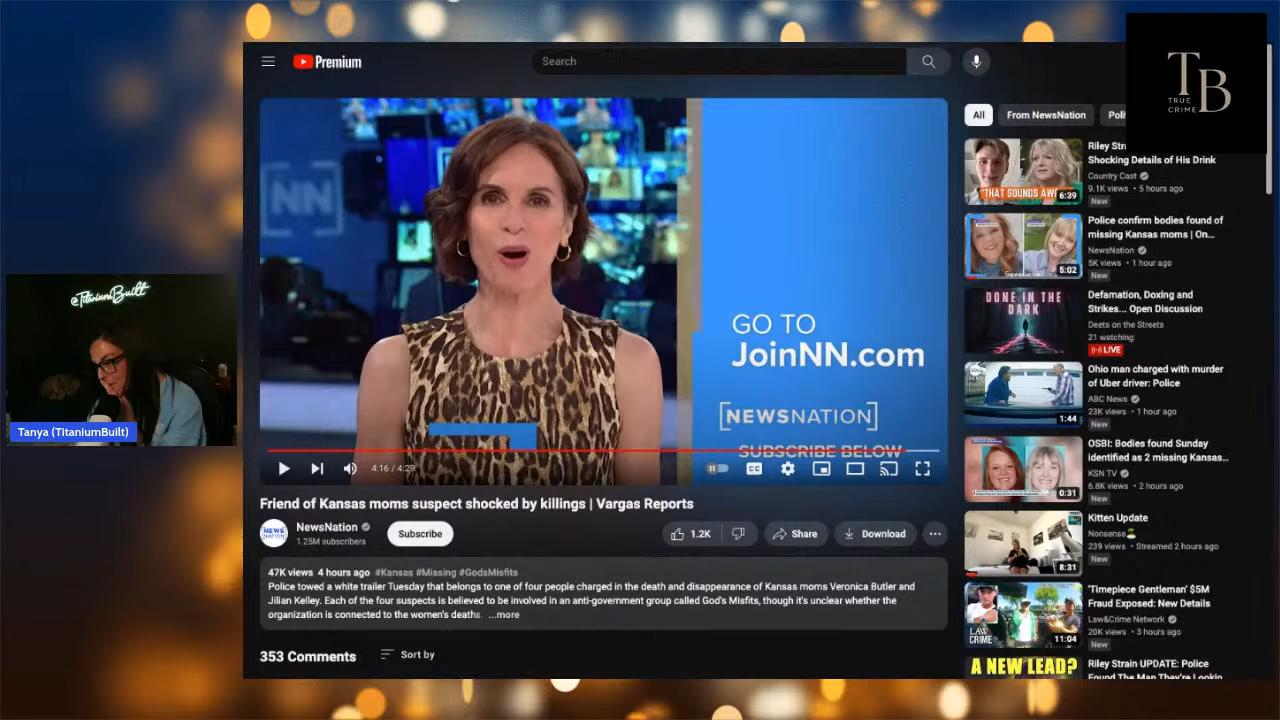 Premium
Search
TB
TRUE
CRIME
NN
GO TO
JoinNN.com
[NEWSNATION]
SUBSCRIBE BELOW
4:16 / 4:29
CC
Friend of Kansas moms suspect shocked by killings | Vargas Reports
NewsNation
1.25M subscribers
Subscribe
1.2K
Share
Download
47K views 4 hours ago #Kansas #Missing #GodsMisfits
Police towed a white trailer Tuesday that belongs to one of four people charged in the death and disappearance of Kansas moms Veronica Butler and
Jilian Kelley. Each of the four suspects is believed to be involved in an anti-government group called God's Misfits, though it's unclear whether the
organization is connected to the women's deaths. ...more
353 Comments
Sort by
@TitaniumBuilt
Tanya (TitaniumBuilt)
All
From NewsNation
Poli
Riley Str
Shocking Details of His Drink
Country Cast
9.1K views • 5 hours ago
New
6:39
Police confirm bodies found of
missing Kansas moms | On...
NewsNation
5K views • 1 hour ago
New
5:02
DONE IN THE
DARK
Defamation, Doxing and
Strikes... Open Discussion
Deets on the Streets
21 watching
LIVE
Ohio man charged with murder
of Uber driver: Police
ABC News
23K views • 1 hour ago
New
1:44
OSBI: Bodies found Sunday
identified as 2 missing Kansas...
KSN TV
6.8K views • 2 hours ago
New
0:31
Kitten Update
Nonsense
239 views • Streamed 2 hours ago
New
8:31
'Timepiece Gentleman' $5M
Fraud Exposed: New Details
Law&Crime Network
20K views • 3 hours ago
New
LAW
CRIME
11:04
A NEW LEAD?
Riley Strain UPDATE: Police
Found The Man They're Lookin